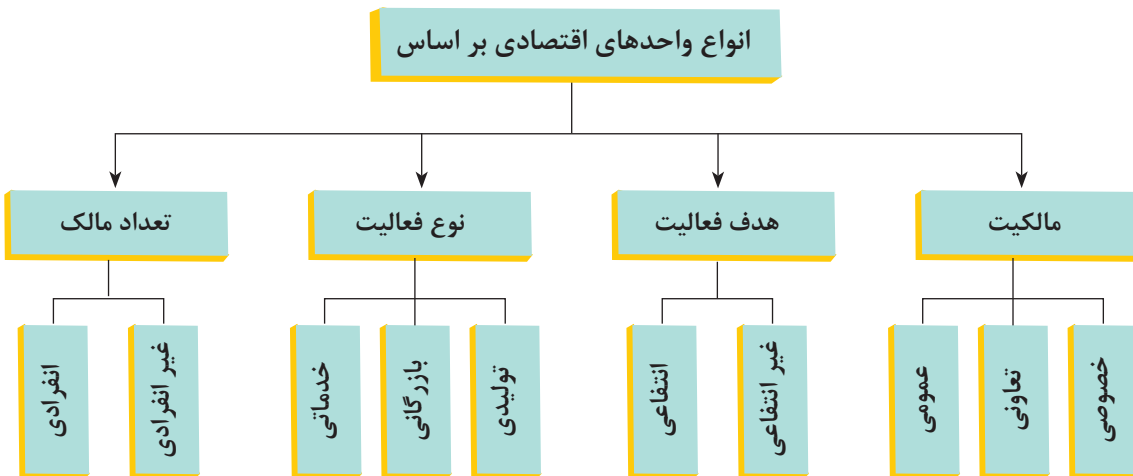 انواع واحدهای اقتصادی بر اساس
مالکیت
هدف فعالیت
نوع فعالیت
تعداد مالک
خصوصی
تعاونی
عمومی
غیر انتفاعی
انتفاعی
تولیدی
بازرگانی
خدماتی
غیر انفرادی
انفرادی